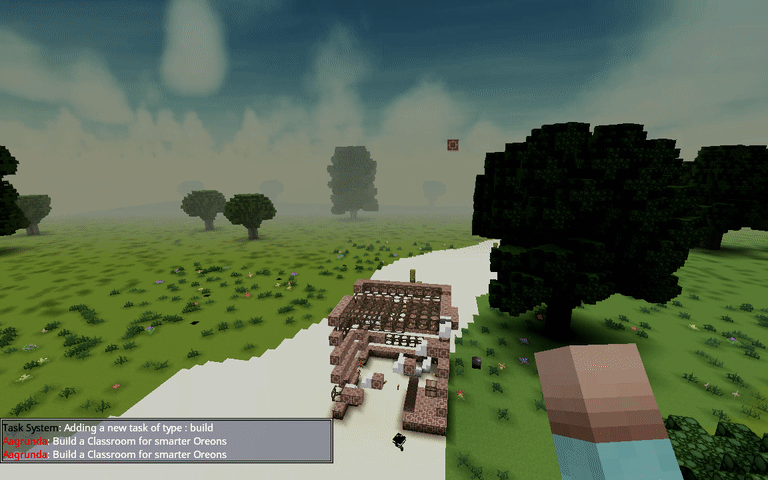 Task System: Adding a new task of type : build
Aagrunda: Build a Classroom for smarter Oreons
Aagrunda: Build a Classroom for smarter Oreons